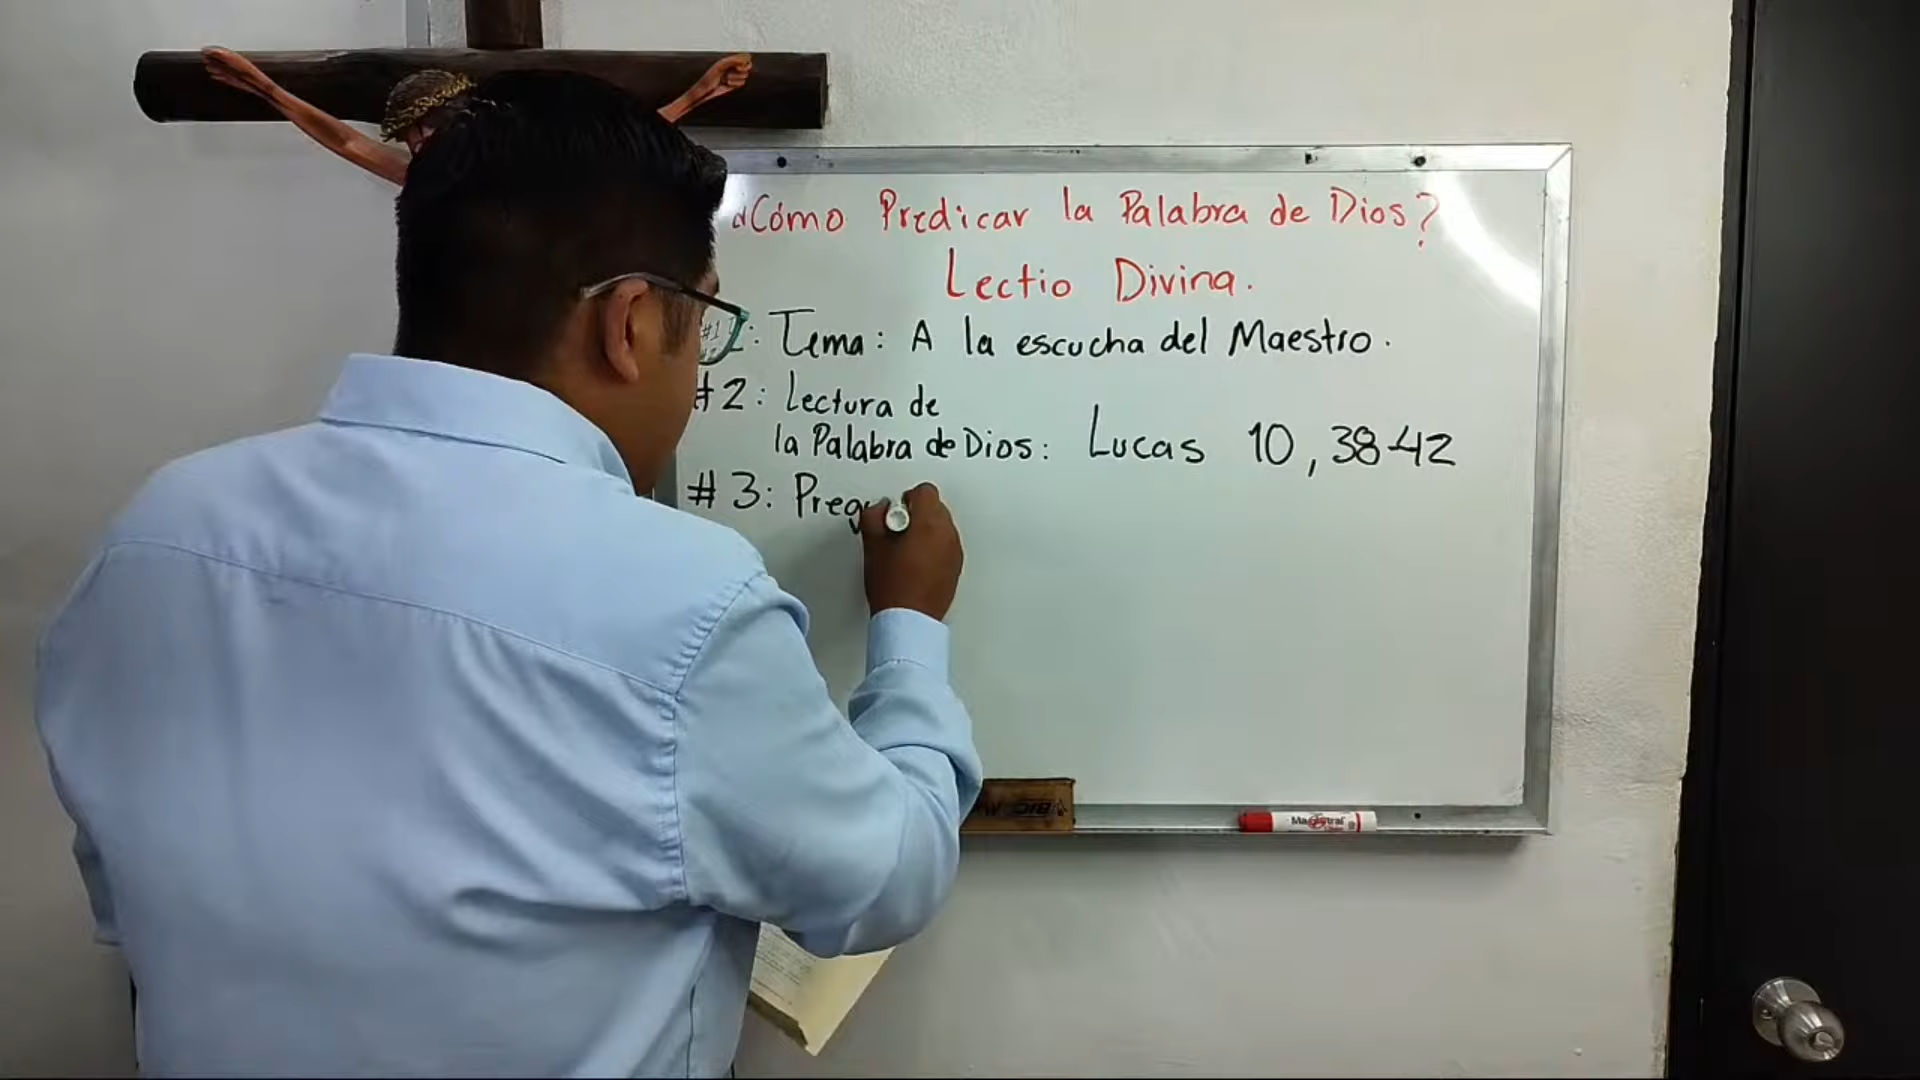 ¿Cómo Predicar la Palabra de Dios?
Lectio Divina.
: Tema: A la escucha del Maestro.
#2: Lectura de
la Palabra de Dios: Lucas 10, 38-42
#3: Preg
Magistral